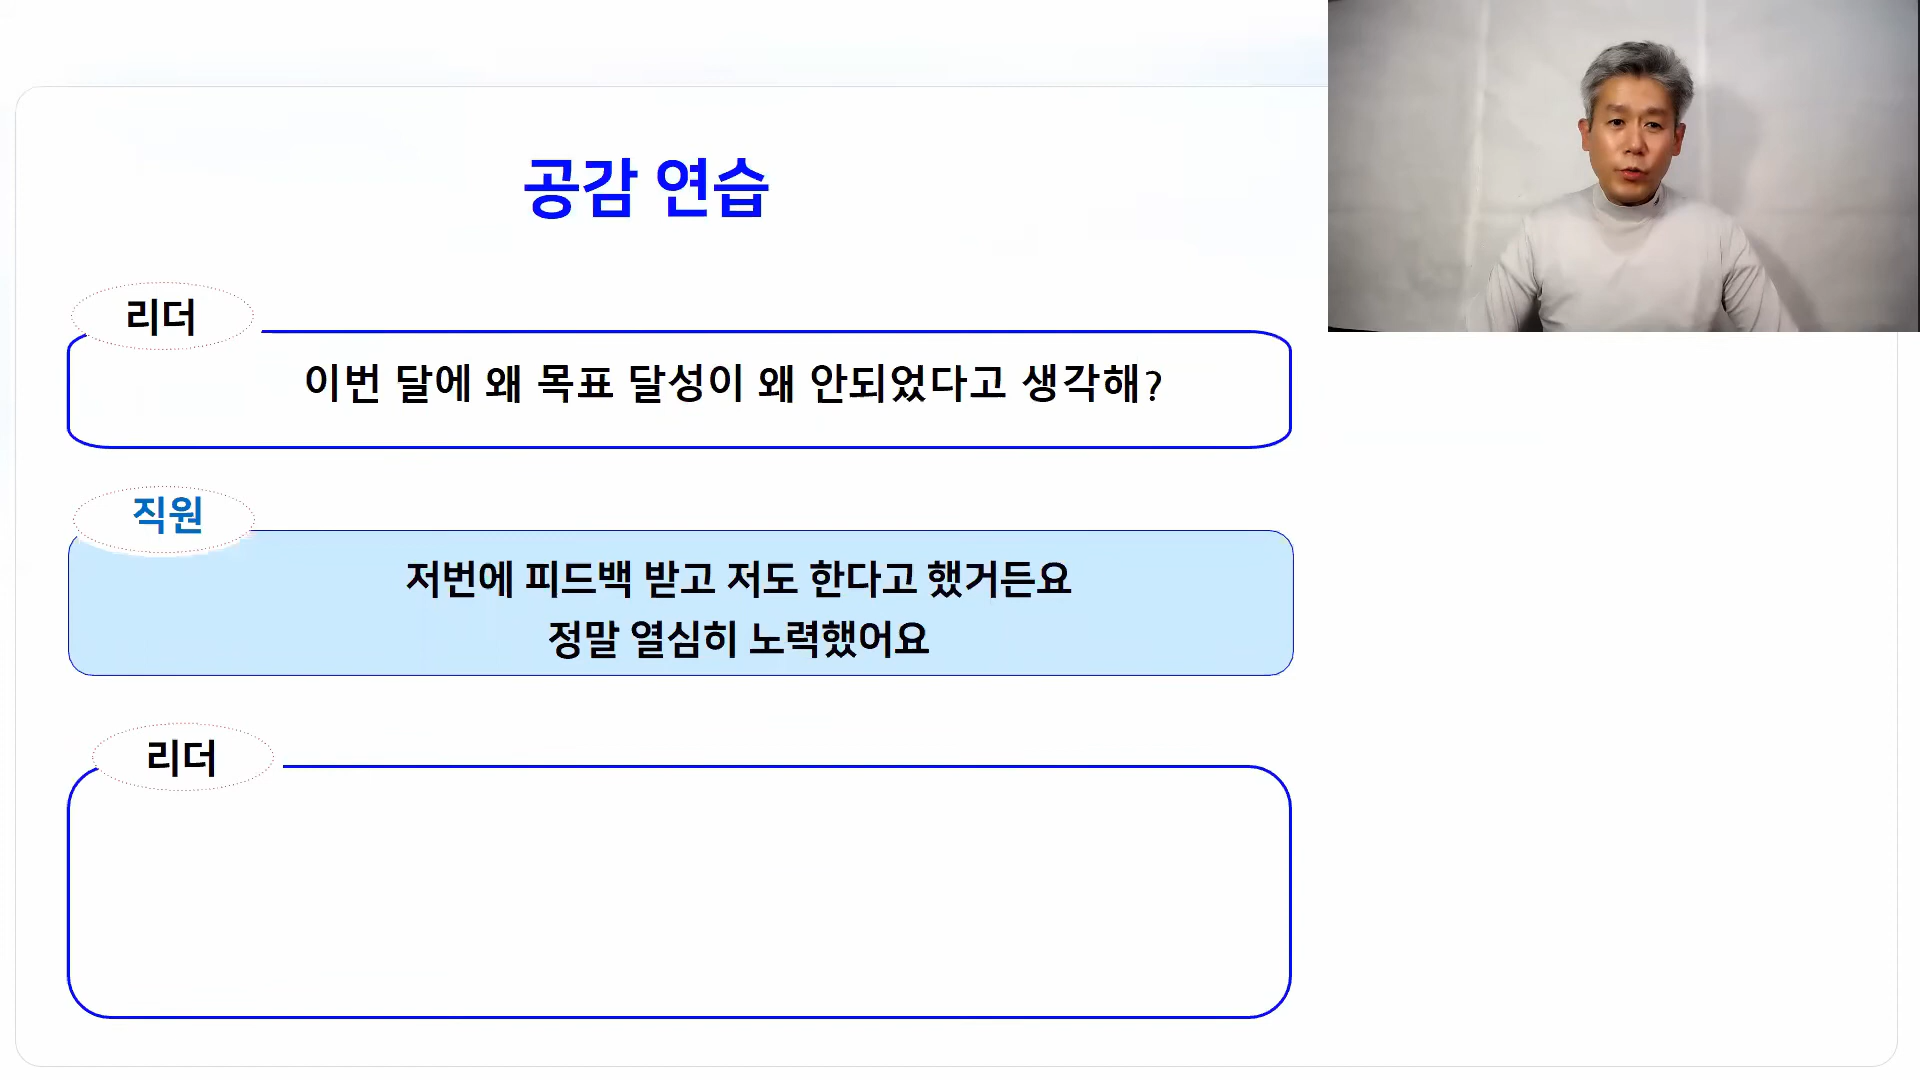 공감 연습
리더
이번 달에 왜 목표 달성이 왜 안되었다고 생각해?
직원
저번에 피드백 받고 저도 한다고 했거든요
정말 열심히 노력했어요
리더